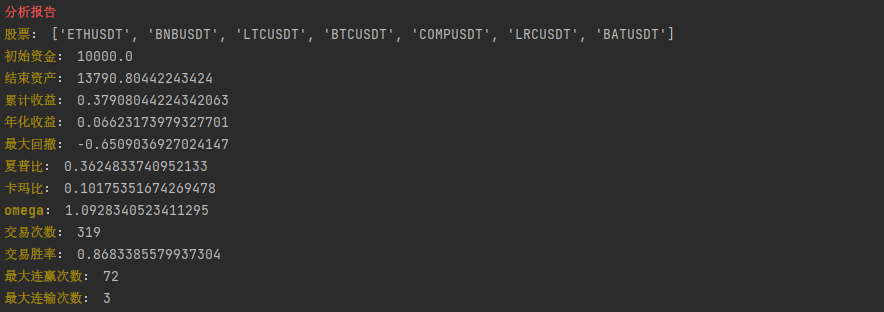 分析报告
股票： ['ETHUSDT', 'BNBUSDT', 'LTCUSDT', 'BTCUSDT', 'COMPUSDT', 'LRCUSDT', 'BATUSDT']
初始资金： 10000.0
结束资产： 13790.80442243424
累计收益： 0.37908044224342063
年化收益： 0.06623173979327701
最大回撤： -0.6509036927024147
夏普比： 0.3624833740952133
卡玛比： 0.10175351674269478
omega： 1.0928340523411295
交易次数： 319
交易胜率： 0.8683385579937304
最大连赢次数： 72
最大连输次数： 3